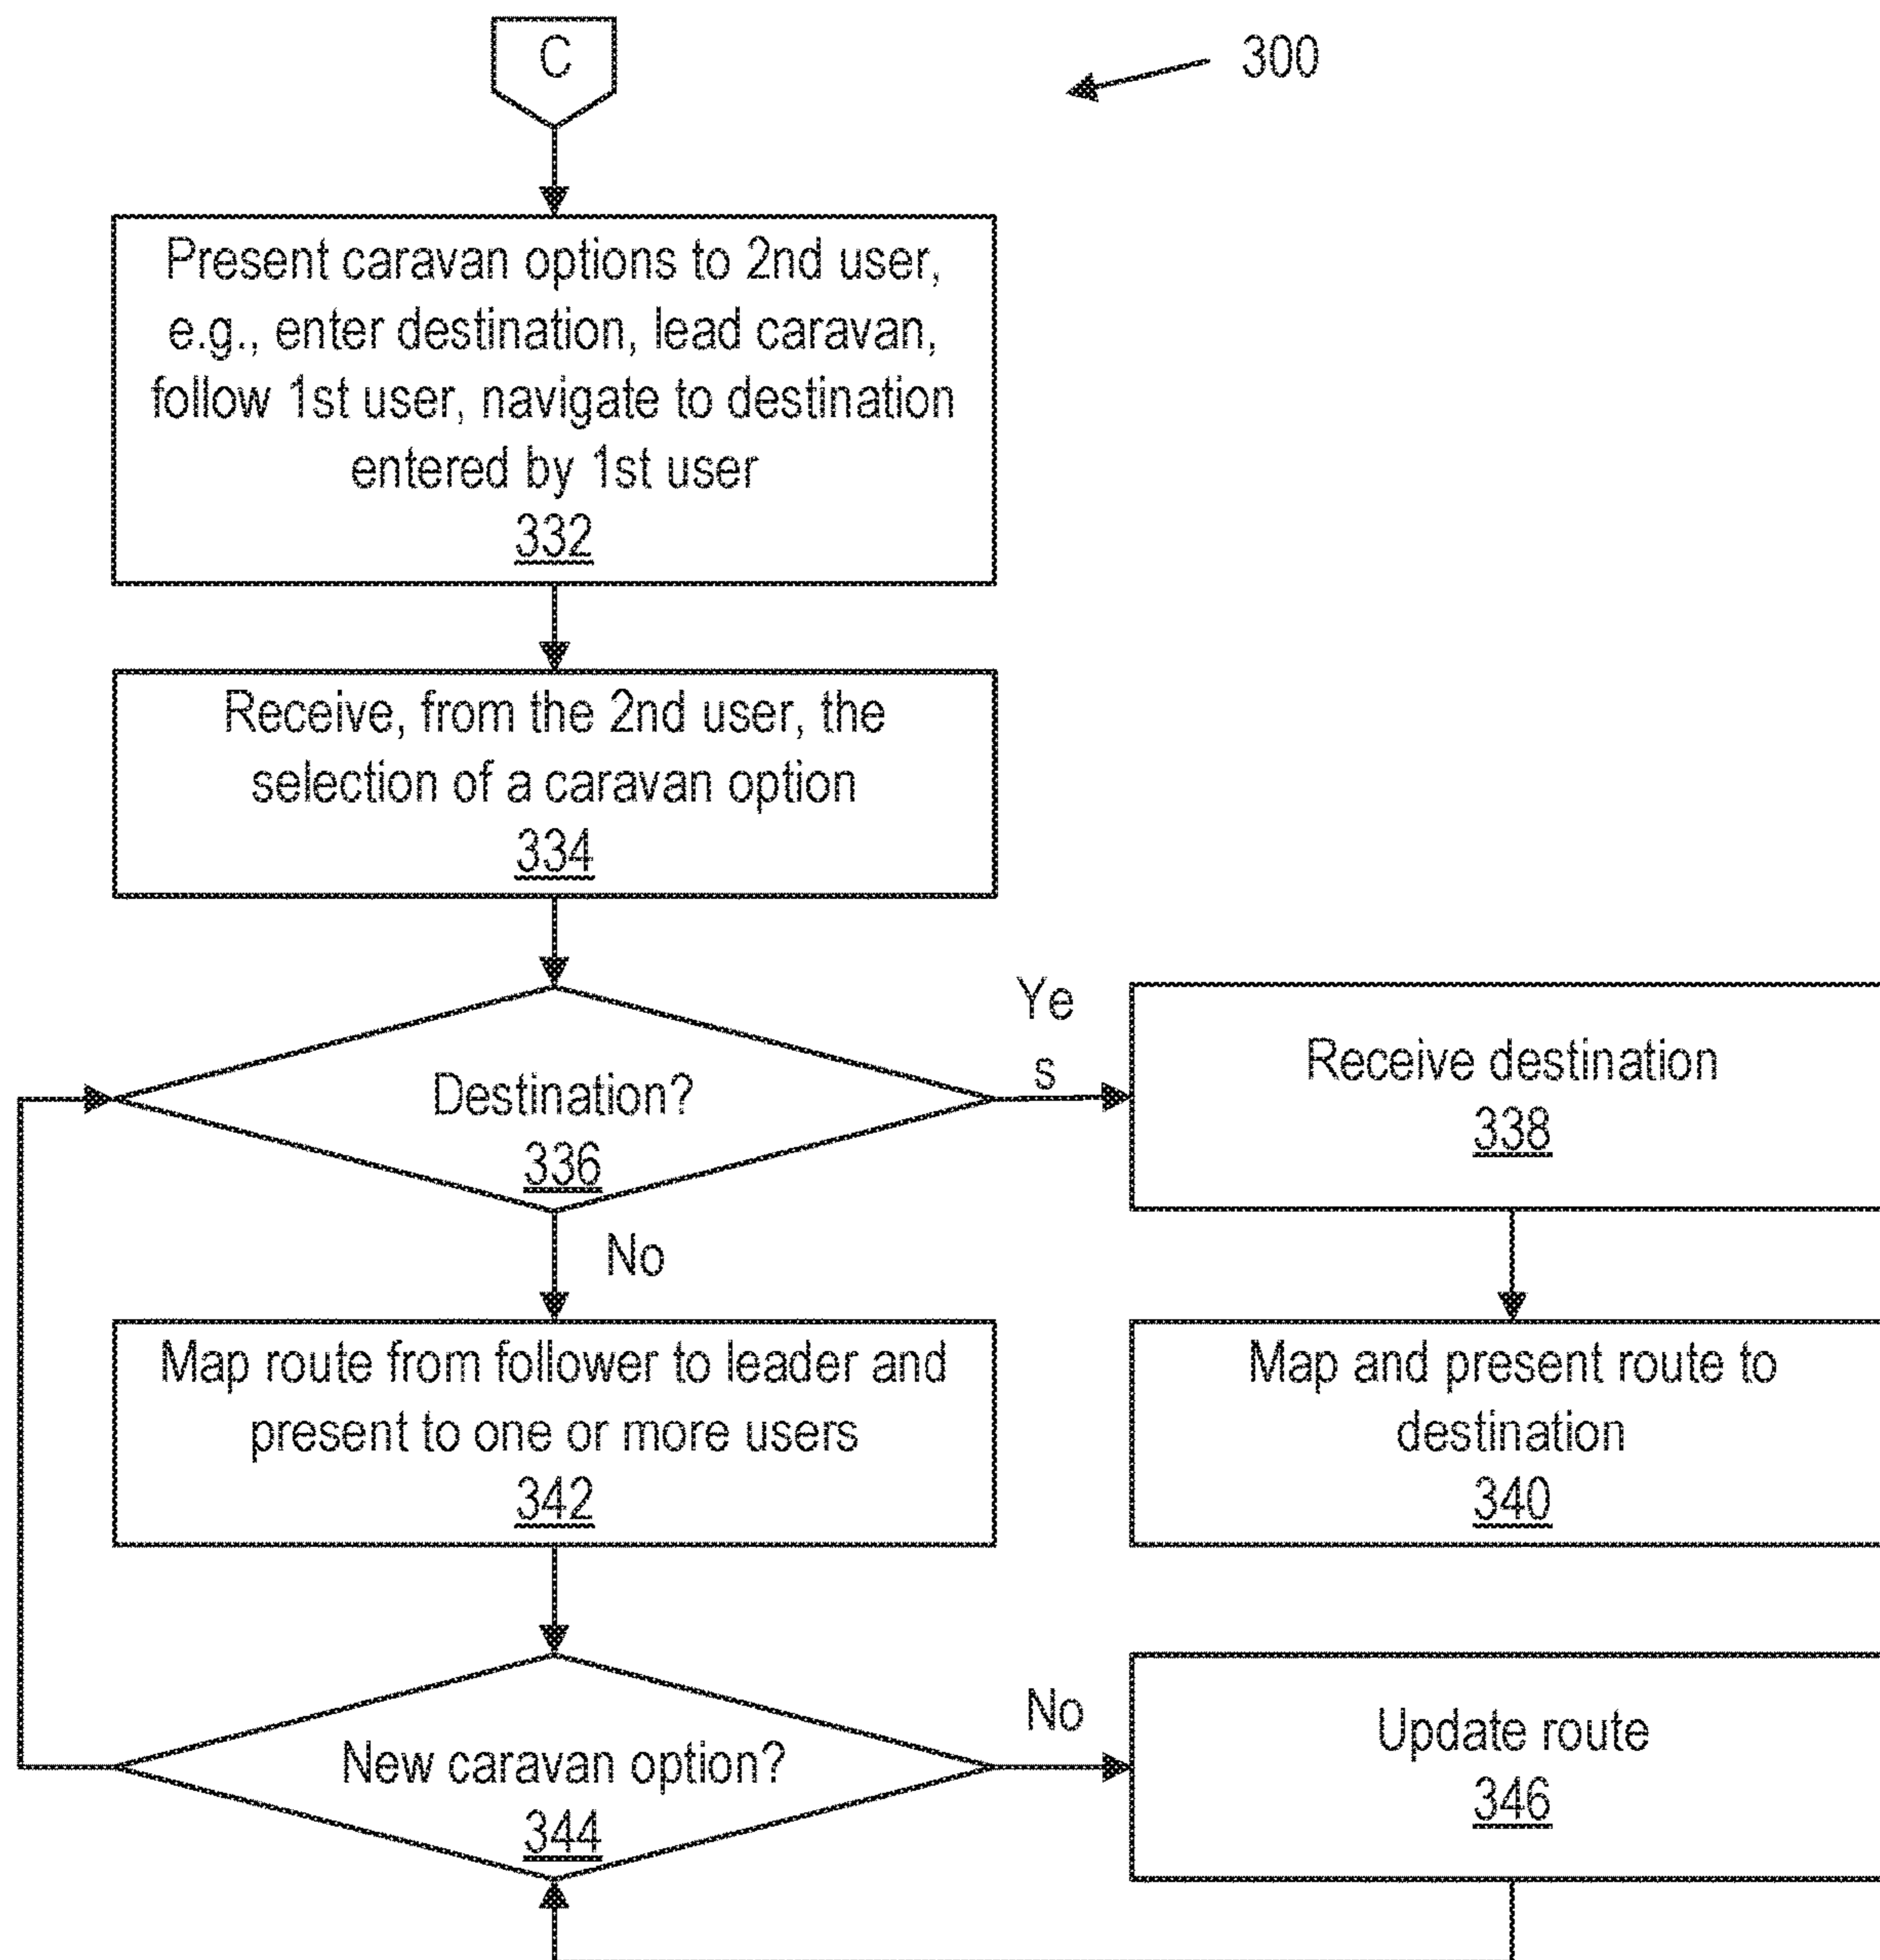 C
300
Present caravan options to 2nd user,
e.g., enter destination, lead caravan,
follow 1st user, navigate to destination
entered by 1st user
332
Receive, from the 2nd user, the
selection of a caravan option
334
Destination?
336
Ye
s
Receive destination
338
No
Map route from follower to leader and
present to one or more users
342
Map and present route to
destination
340
New caravan option?
344
No
Update route
346